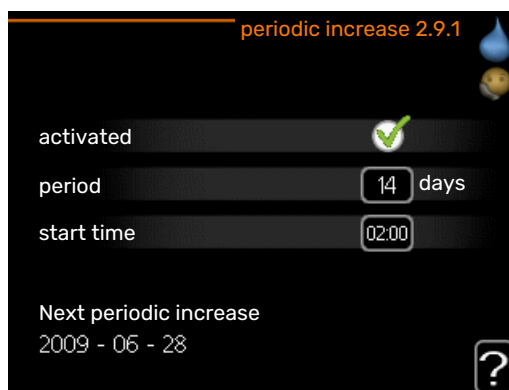 periodic increase 2.9.1
activated
period 14 days
start time 02:00
Next periodic increase
2009 - 06 - 28
?